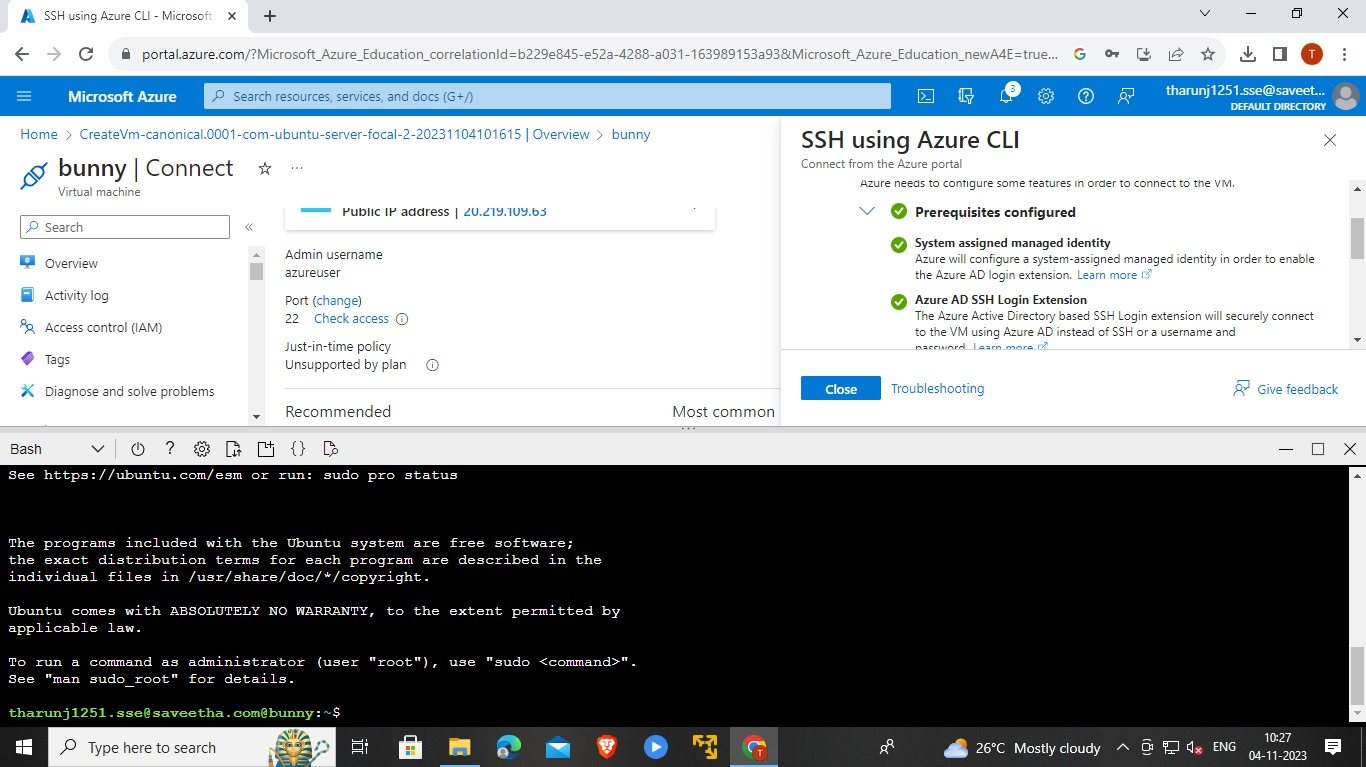 SSH using Azure CLI - Microsoft
portal.azure.com/?Microsoft_Azure_Education_correlationId=b229e845-e52a-4288-a031-163989153a93&Microsoft_Azure_Education_newA4E=true...
T
Microsoft Azure
Search resources, services, and docs (G+/)
3
tharunj1251.sse@saveet...
DEFAULT DIRECTORY
Home > CreateVm-canonical.0001-com-ubuntu-server-focal-2-20231104101615 | Overview > bunny
bunny | Connect
Virtual machine
Search
Overview
Activity log
Access control (IAM)
Tags
Diagnose and solve problems
Public IP address | 20.219.109.63
Admin username
azureuser
Port (change)
22 Check access
Just-in-time policy
Unsupported by plan
Recommended
Most common
SSH using Azure CLI
Connect from the Azure portal
Azure needs to configure some features in order to connect to the VM.
Prerequisites configured
System assigned managed identity
Azure will configure a system-assigned managed identity in order to enable
the Azure AD login extension. Learn more
Azure AD SSH Login Extension
The Azure Active Directory based SSH Login extension will securely connect
to the VM using Azure AD instead of SSH or a username and
password. Learn more
Close
Troubleshooting
Give feedback
Bash
?
{}
See https://ubuntu.com/esm or run: sudo pro status
The programs included with the Ubuntu system are free software;
the exact distribution terms for each program are described in the
individual files in /usr/share/doc/*/copyright.
Ubuntu comes with ABSOLUTELY NO WARRANTY, to the extent permitted by
applicable law.
To run a command as administrator (user "root"), use "sudo <command>".
See "man sudo_root" for details.
tharunj1251.sse@saveetha.com@bunny:~$
Type here to search
T
26°C Mostly cloudy
ENG
10:27
04-11-2023